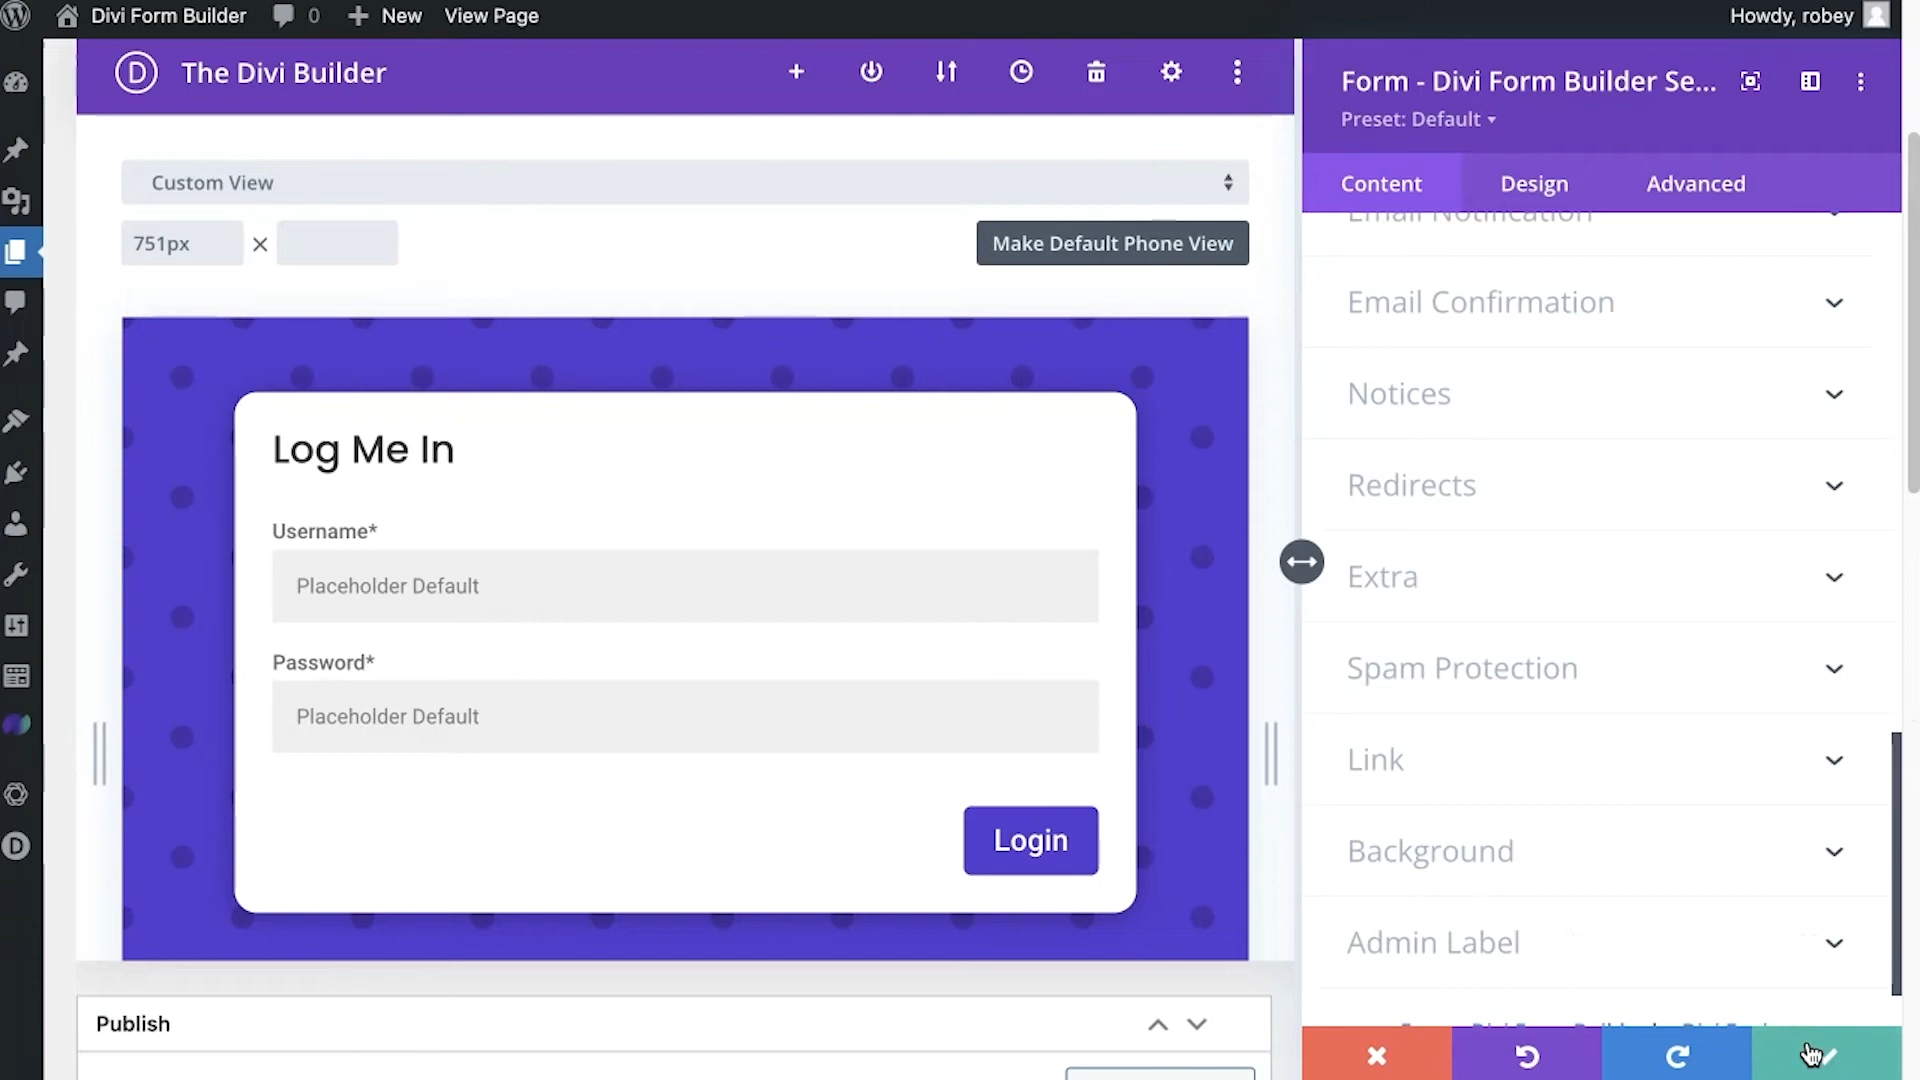 Divi Form Builder 0 New View Page Howdy, robey
D The Divi Builder
Custom View
751px ×
Make Default Phone View
Log Me In
Username*
Placeholder Default
Password*
Placeholder Default
Login
Publish
Form - Divi Form Builder Se...
Preset: Default
Content Design Advanced
Email Notification
Email Confirmation
Notices
Redirects
Extra
Spam Protection
Link
Background
Admin Label